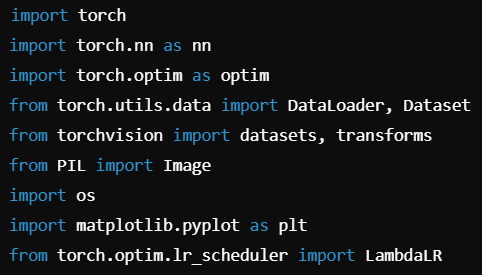 import torch
import torch.nn as nn
import torch.optim as optim
from torch.utils.data import DataLoader, Dataset
from torchvision import datasets, transforms
from PIL import Image
import os
import matplotlib.pyplot as plt
from torch.optim.lr_scheduler import LambdaLR